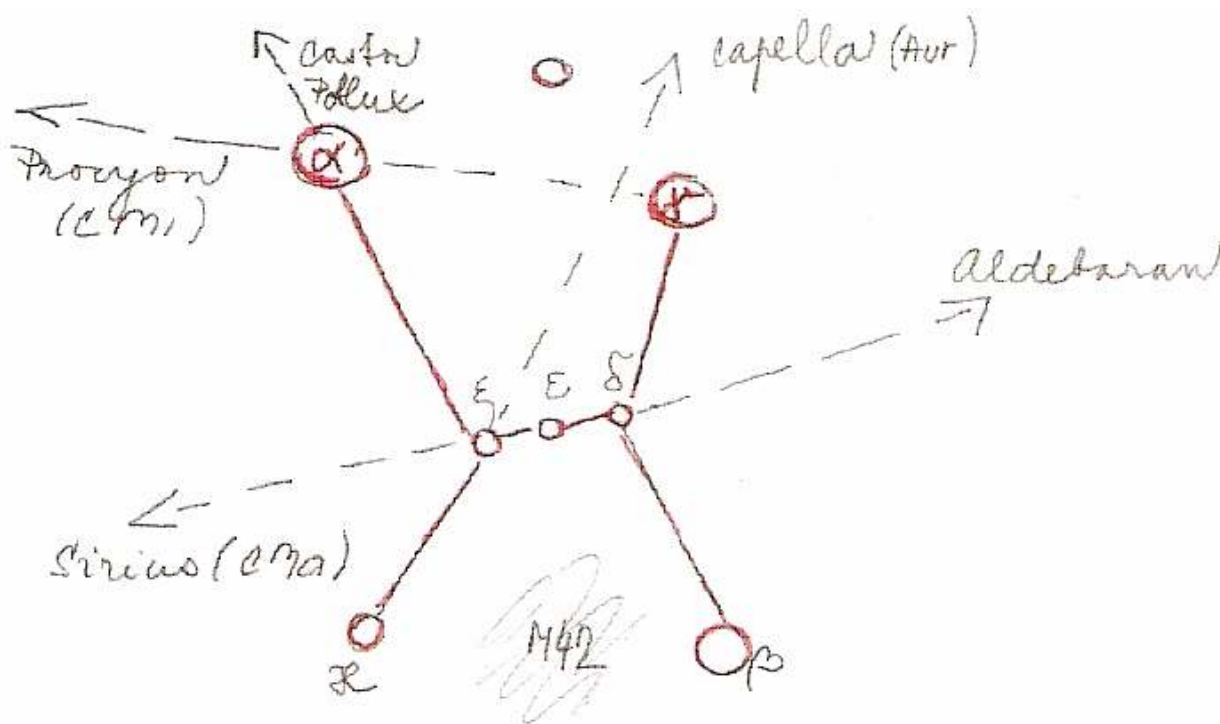 Castor
Pollux
Capella (Aur)
α
Procyon
(CMi)
γ
Aldebaran
ξ
ε
δ
Sirius (CMa)
M42
ϰ
β